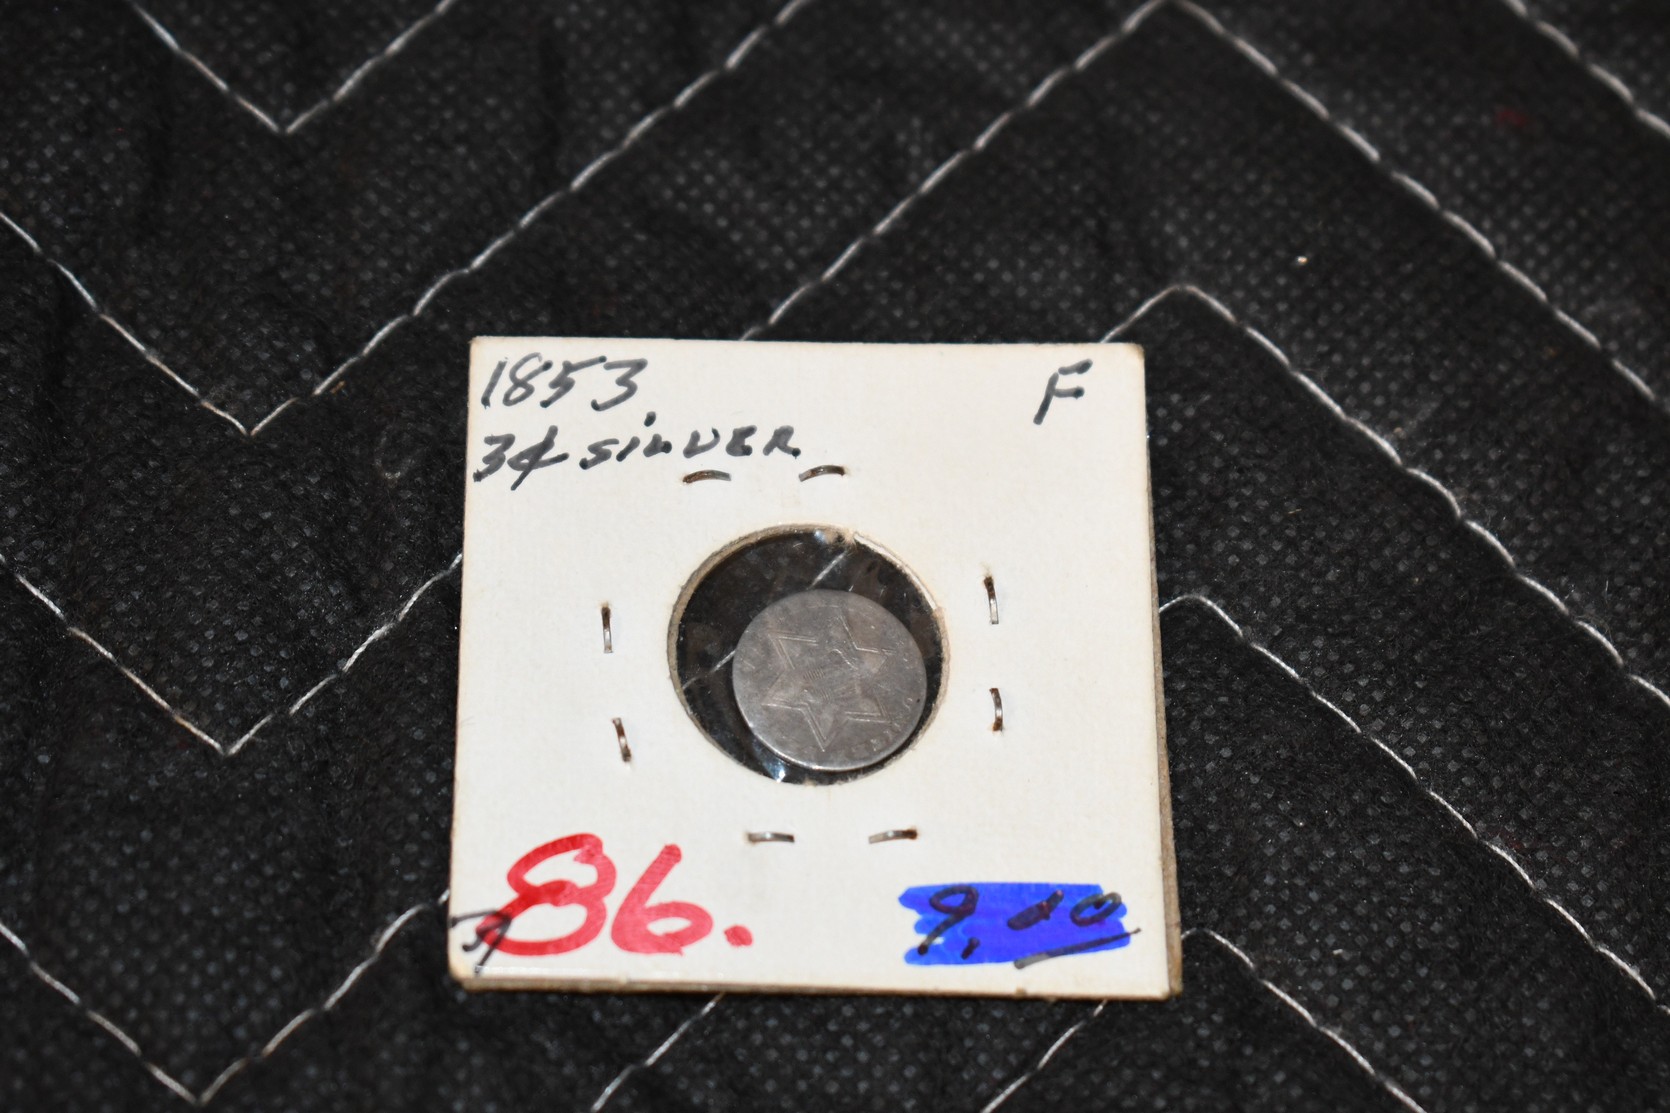 1853 F
3¢ SILVER
86. 9.00